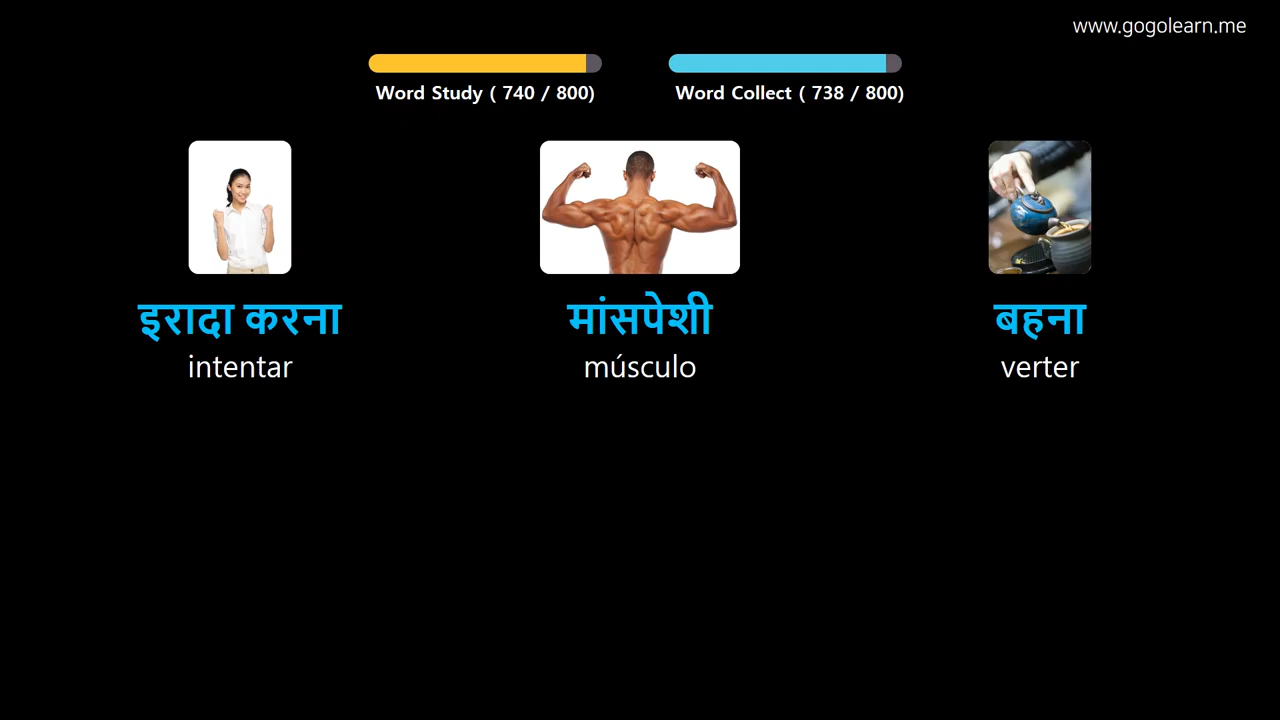 www.gogolearn.me
Word Study ( 740 / 800)
Word Collect ( 738 / 800)
इरादा करना
मांसपेशी
बहना
intentar
músculo
verter